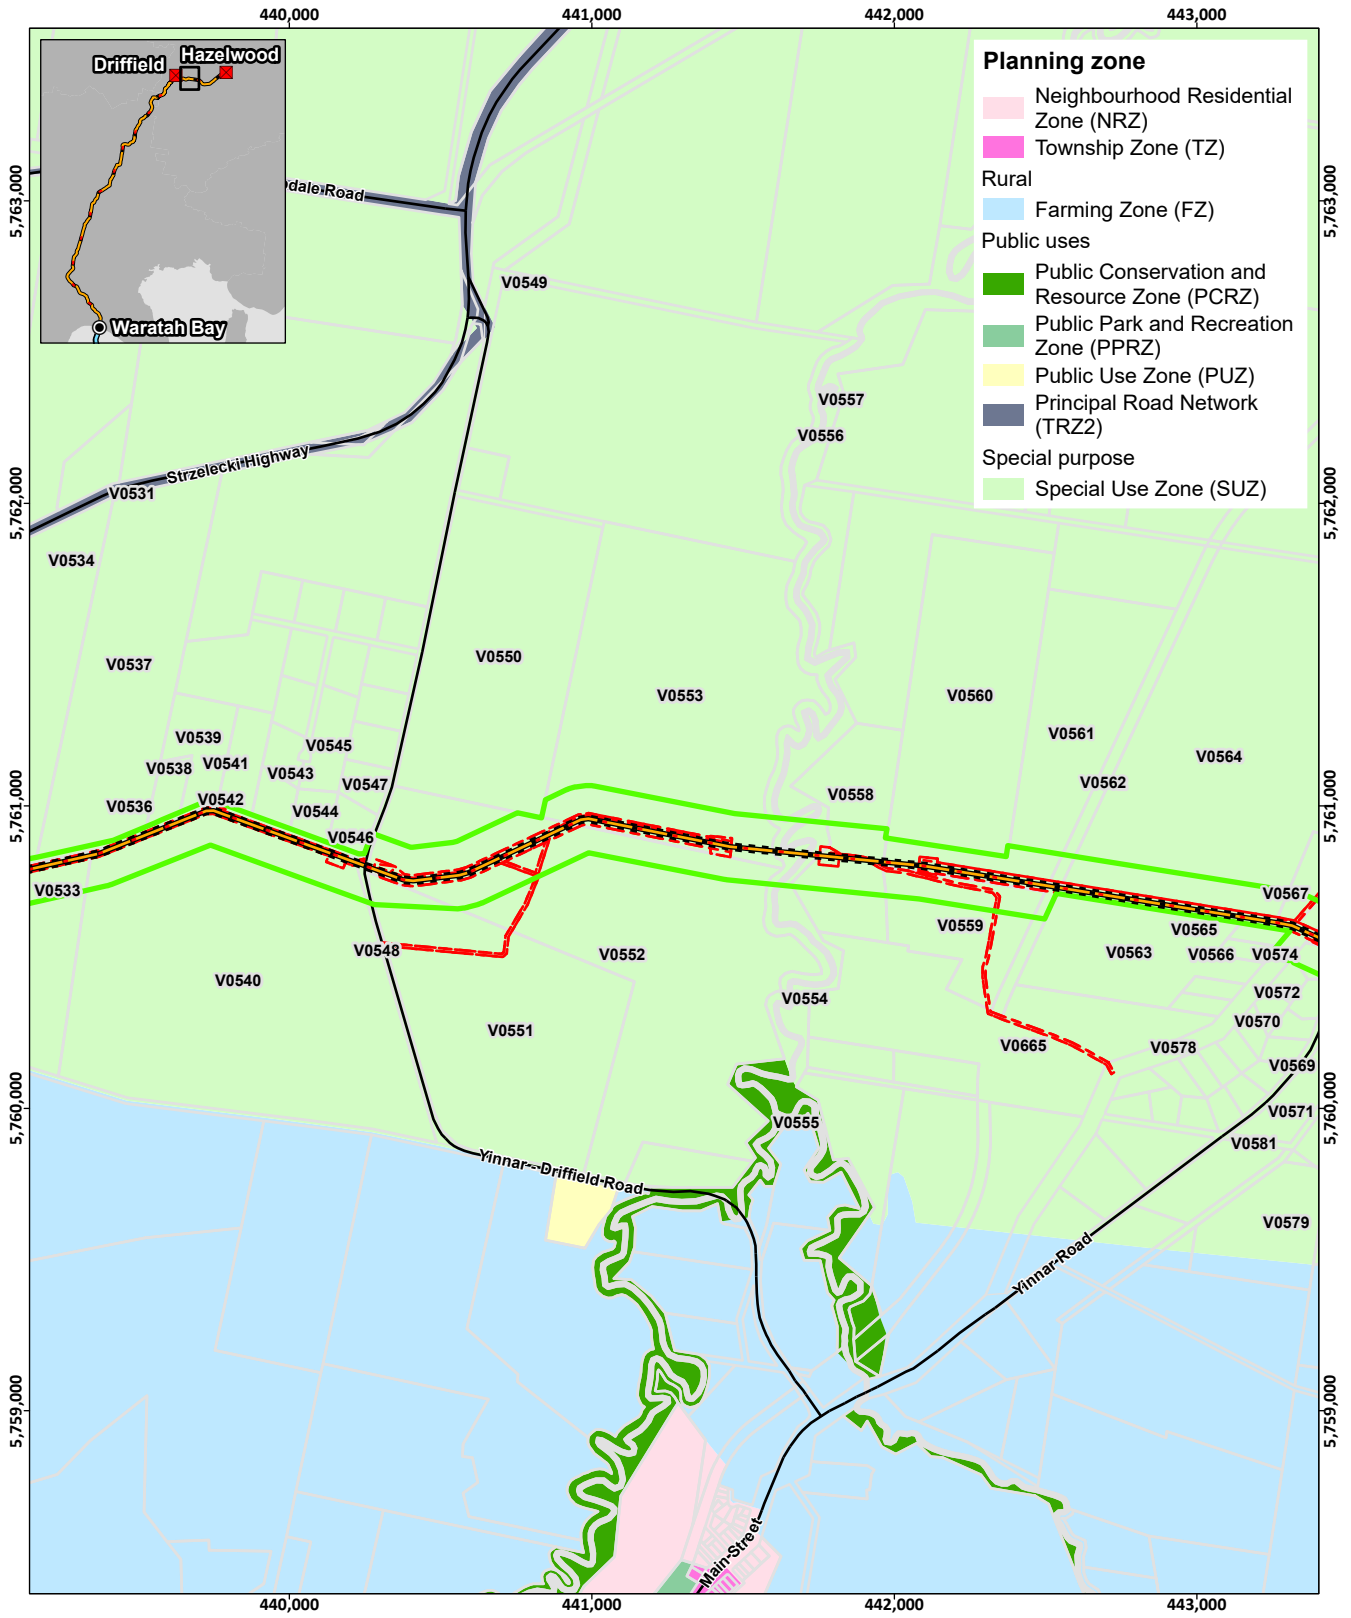 440,000
441,000
442,000
443,000
Driffield
Hazelwood
Waratah Bay
Planning zone
Neighbourhood Residential
Zone (NRZ)
Township Zone (TZ)
Rural
Farming Zone (FZ)
Public uses
Public Conservation and
Resource Zone (PCRZ)
Public Park and Recreation
Zone (PPRZ)
Public Use Zone (PUZ)
Principal Road Network
(TRZ2)
Special purpose
Special Use Zone (SUZ)
5,763,000
5,763,000
odale Road
V0549
V0557
V0556
Strzelecki Highway
V0531
5,762,000
5,762,000
V0534
V0537
V0550
V0553
V0560
V0561
V0539
V0545
V0564
V0538
V0541
V0543
V0547
V0562
V0558
V0536
V0542
V0544
5,761,000
5,761,000
V0546
V0533
V0567
V0559
V0565
V0548
V0552
V0563
V0566
V0574
V0540
V0554
V0572
V0551
V0570
V0665
V0578
V0569
5,760,000
5,760,000
V0555
V0571
V0581
Yinnar - Driffield Road
V0579
Yinnar Road
5,759,000
5,759,000
Main Street
440,000
441,000
442,000
443,000